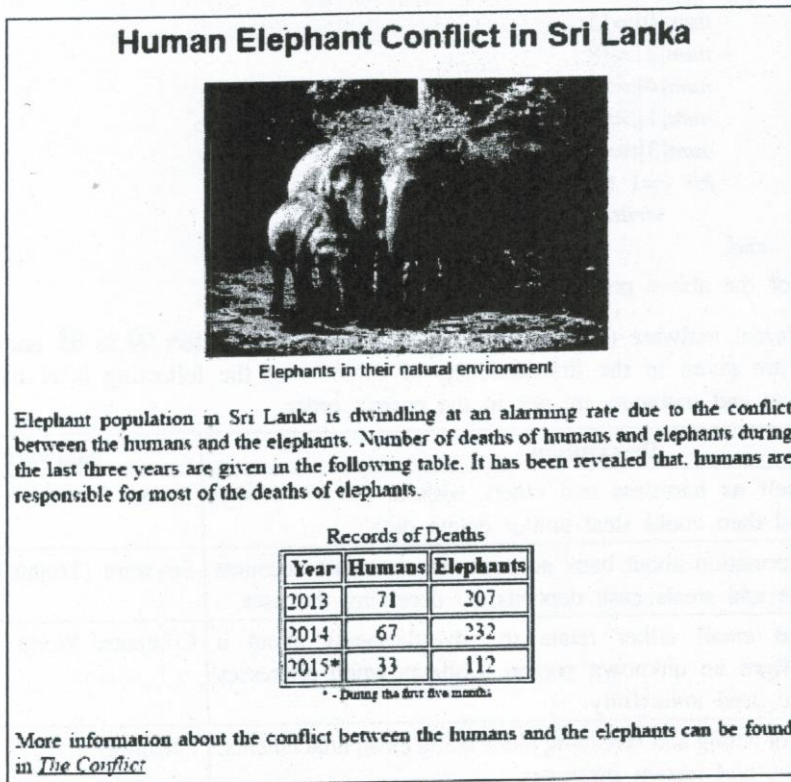 Human Elephant Conflict in Sri Lanka
Elephants in their natural environment
Elephant population in Sri Lanka is dwindling at an alarming rate due to the conflict
between the humans and the elephants. Number of deaths of humans and elephants during
the last three years are given in the following table. It has been revealed that, humans are
responsible for most of the deaths of elephants.
Records of Deaths
Year Humans Elephants
2013 71 207
2014 67 232
2015* 33 112
* - During the first five months
More information about the conflict between the humans and the elephants can be found
in The Conflict